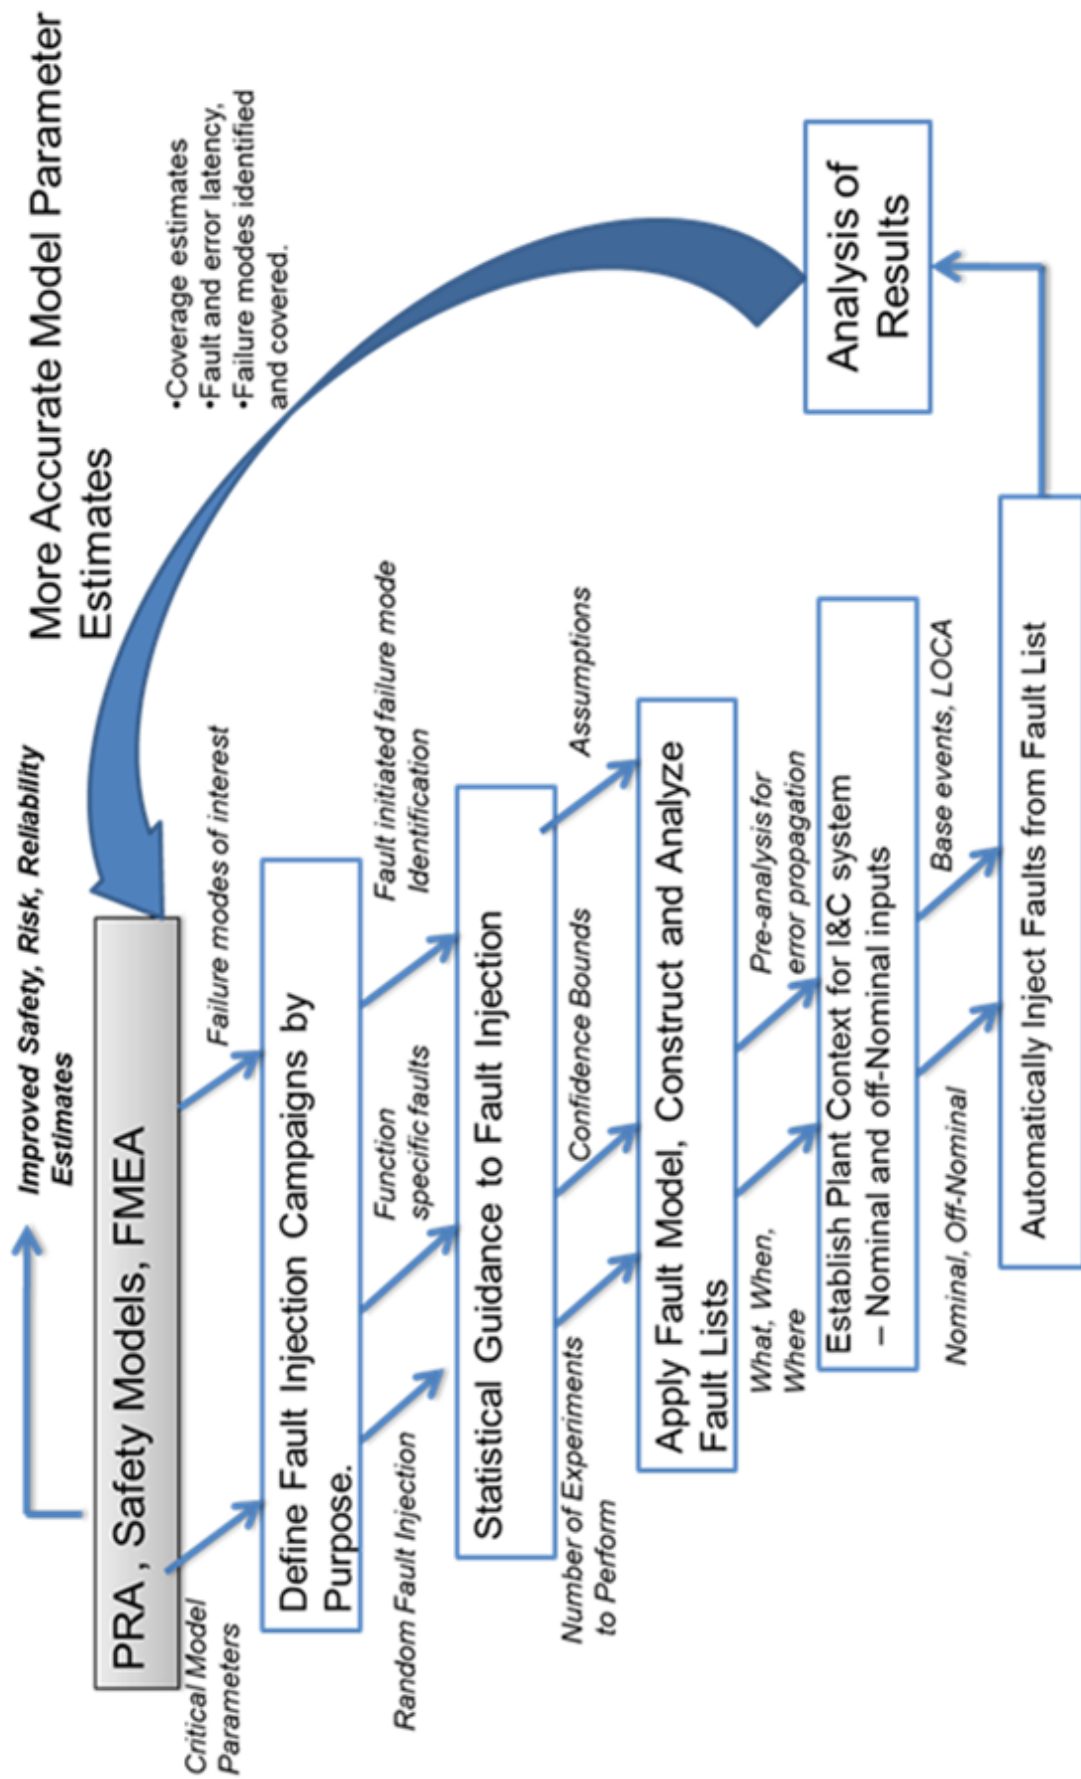 More Accurate Model Parameter
Estimates
Improved Safety, Risk, Reliability
Estimates
•Coverage estimates
•Fault and error latency,
•Failure modes identified
and covered.
PRA , Safety Models, FMEA
Critical Model
Parameters
Failure modes of interest
Define Fault Injection Campaigns by
Purpose.
Random Fault Injection
Function
specific faults
Fault initiated failure mode
Identification
Statistical Guidance to Fault Injection
Number of Experiments
to Perform
Confidence Bounds
Assumptions
Apply Fault Model, Construct and Analyze
Fault Lists
What, When,
Where
Pre-analysis for
error propagation
Establish Plant Context for I&C system
– Nominal and off-Nominal inputs
Nominal, Off-Nominal
Base events, LOCA
Automatically Inject Faults from Fault List
Analysis of
Results